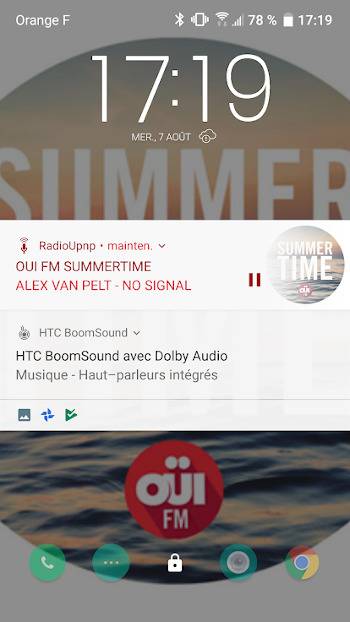 Orange F 78 % 17:19
17:19
MER., 7 AOÛT
SUMMER
RadioUpnp • mainten.
OUI FM SUMMERTIME
ALEX VAN PELT - NO SIGNAL
SUMMER
TIME
OÜI
HTC BoomSound
HTC BoomSound avec Dolby Audio
Musique - Haut–parleurs intégrés
OÜI
FM